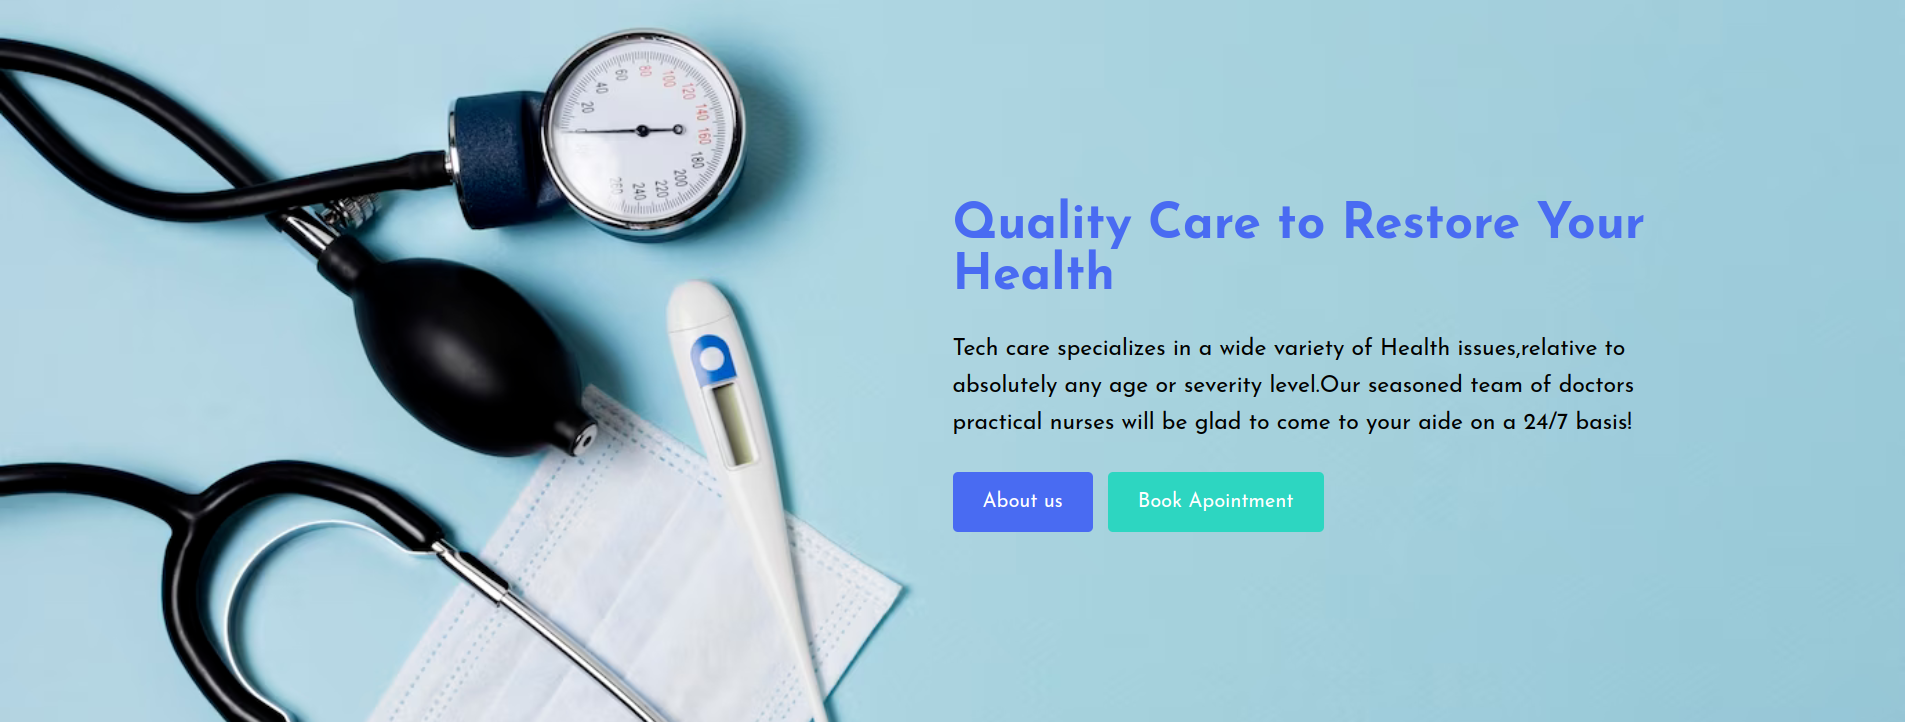 20
40
60
80
100
120
140
160
180
200
220
240
260
Quality Care to Restore Your
Health
Tech care specializes in a wide variety of Health issues,relative to
absolutely any age or severity level.Our seasoned team of doctors
practical nurses will be glad to come to your aide on a 24/7 basis!
About us
Book Apointment